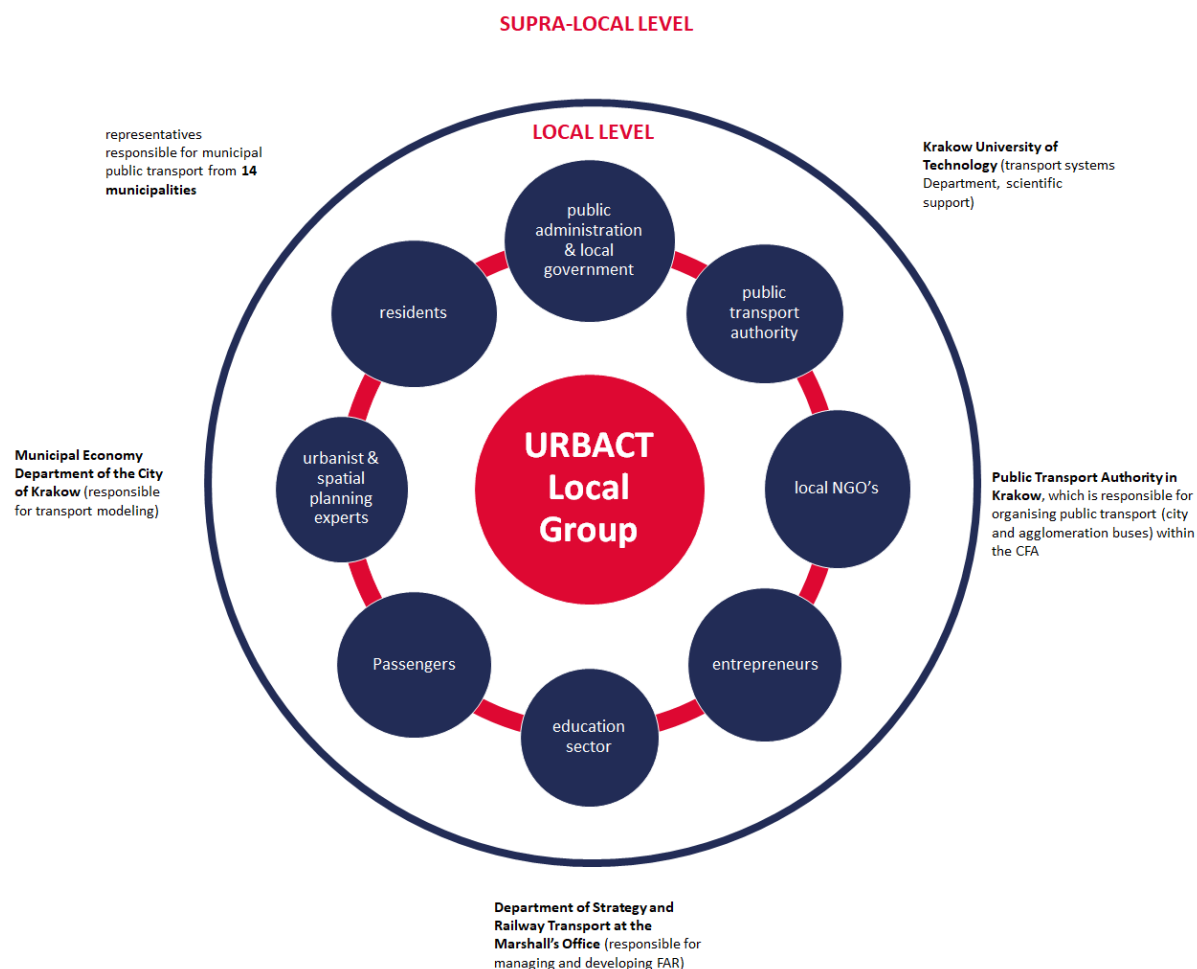 SUPRA-LOCAL LEVEL
representatives
responsible for municipal
public transport from 14
municipalities
LOCAL LEVEL
Krakow University of
Technology (transport systems
Department, scientific
support)
public
administration
& local
government
residents
public
transport
authority
Municipal Economy
Department of the City
of Krakow (responsible
for transport modeling)
urbanist &
spatial
planning
experts
URBACT
Local
Group
local NGO's
Public Transport Authority in
Krakow, which is responsible for
organising public transport (city
and agglomeration buses) within
the CFA
Passengers
entrepreneurs
education
sector
Department of Strategy and
Railway Transport at the
Marshall's Office (responsible for
managing and developing FAR)